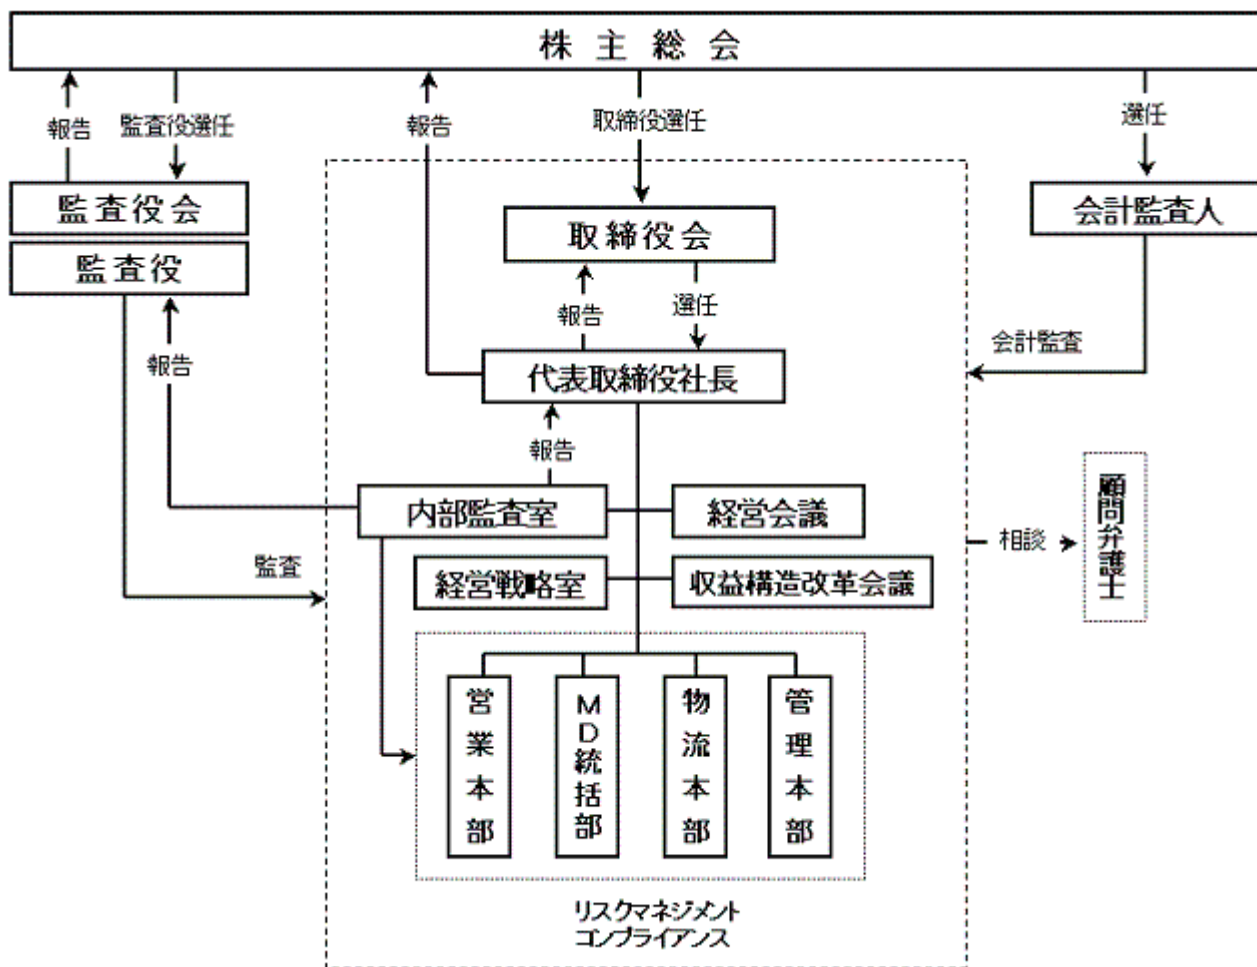 株主総会
報告
監査役選任
報告
取締役選任
選任
監査役会
監査役
取締役会
会計監査人
報告
選任
会計監査
報告
代表取締役社長
報告
内部監査室
経営会議
相談
顧問弁護士
監査
経営戦略室
収益構造改革会議
営業本部
MD統括部
物流本部
管理本部
リスクマネジメント
コンプライアンス